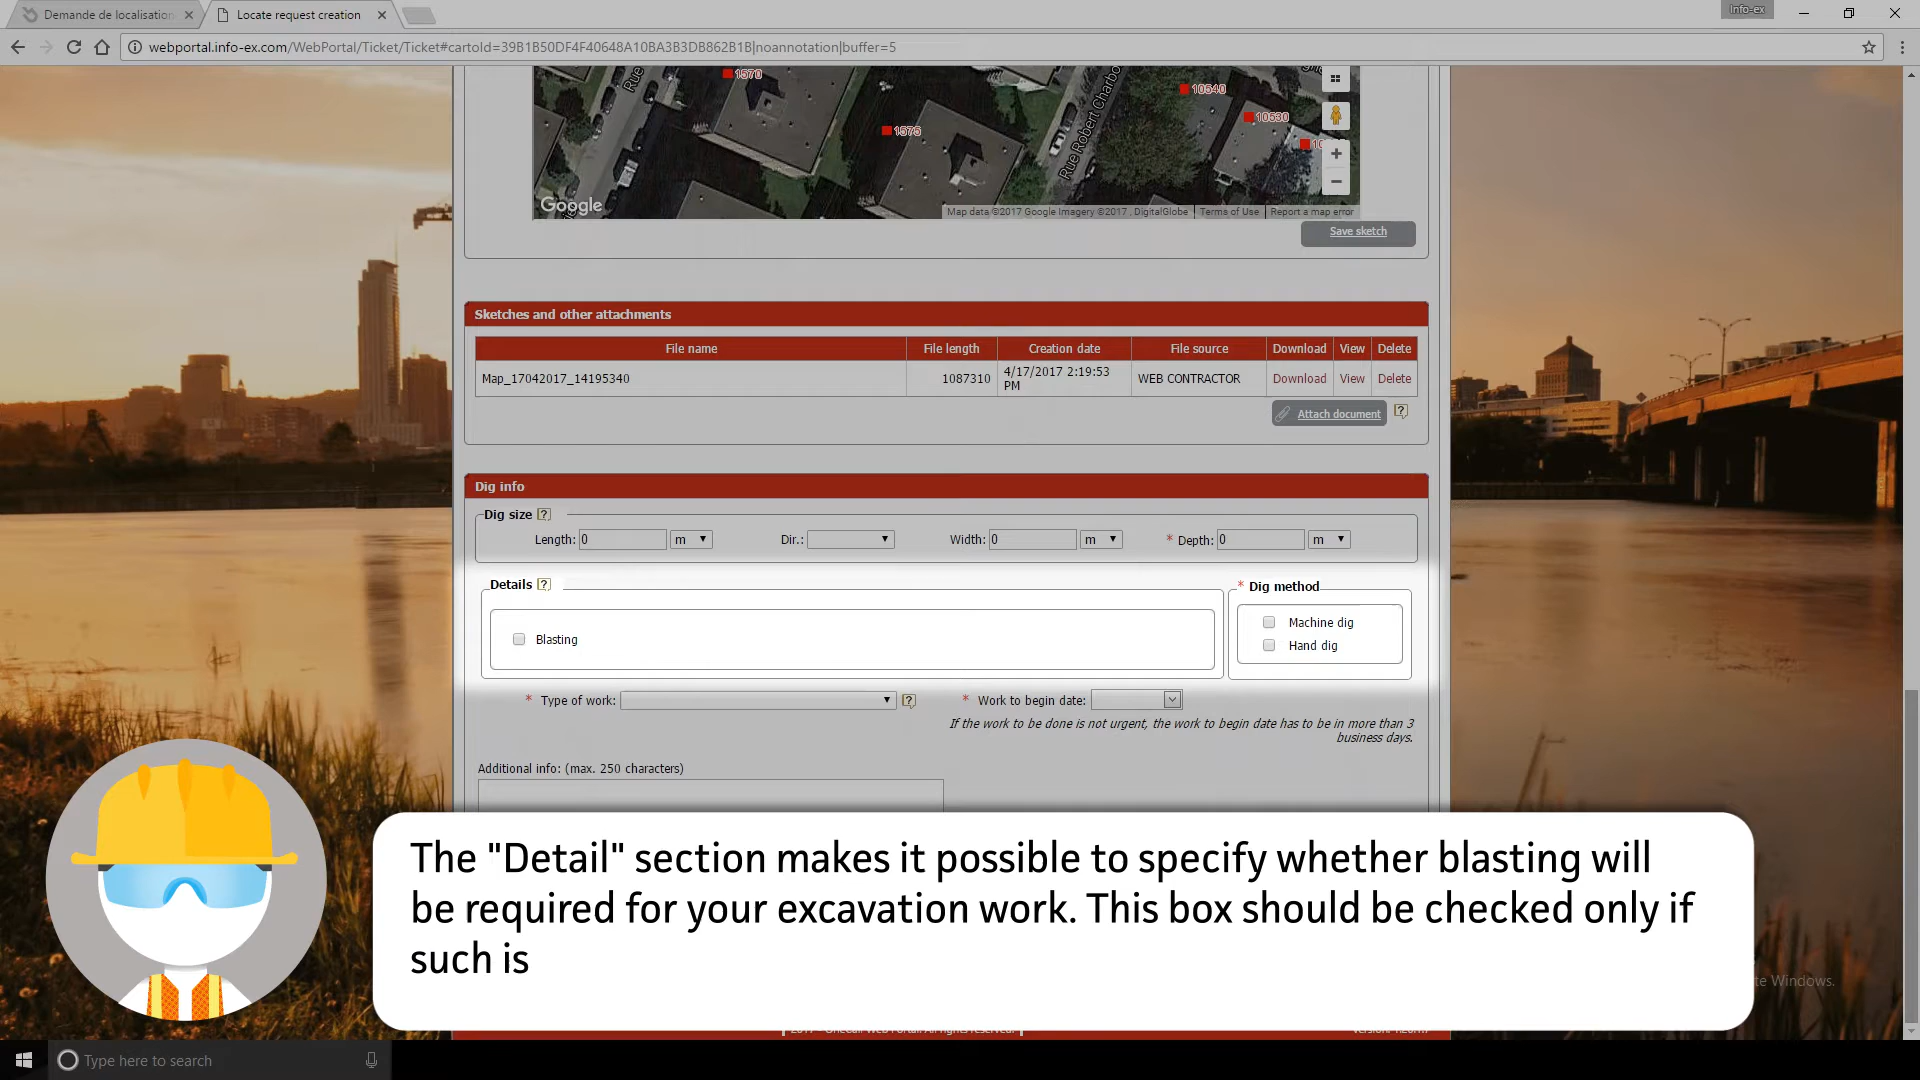 Demande de localisation
Locate request creation
Info-ex
webportal.info-ex.com/WebPortal/Ticket/Ticket#cartoId=39B1B50DF4F40648A10BA3B3DB862B1B|noannotation|buffer=5
1570
1575
10540
10530
Rue
Rue Robert Charbo
Google
Map data ©2017 Google Imagery ©2017 , DigitalGlobe
Terms of Use
Report a map error
Save sketch
Sketches and other attachments
File name File length Creation date File source Download View Delete
Map_17042017_14195340 1087310 4/17/2017 2:19:53 PM WEB CONTRACTOR Download View Delete
Attach document ?
Dig info
Dig size ?
Length: 0 m Dir.: Width: 0 m * Depth: 0 m
Details ?
Blasting
* Dig method
Machine dig
Hand dig
* Type of work: ? * Work to begin date:
If the work to be done is not urgent, the work to begin date has to be in more than 3
business days.
Additional info: (max. 250 characters)
The "Detail" section makes it possible to specify whether blasting will
be required for your excavation work. This box should be checked only if
such is
te Windows.
Type here to search